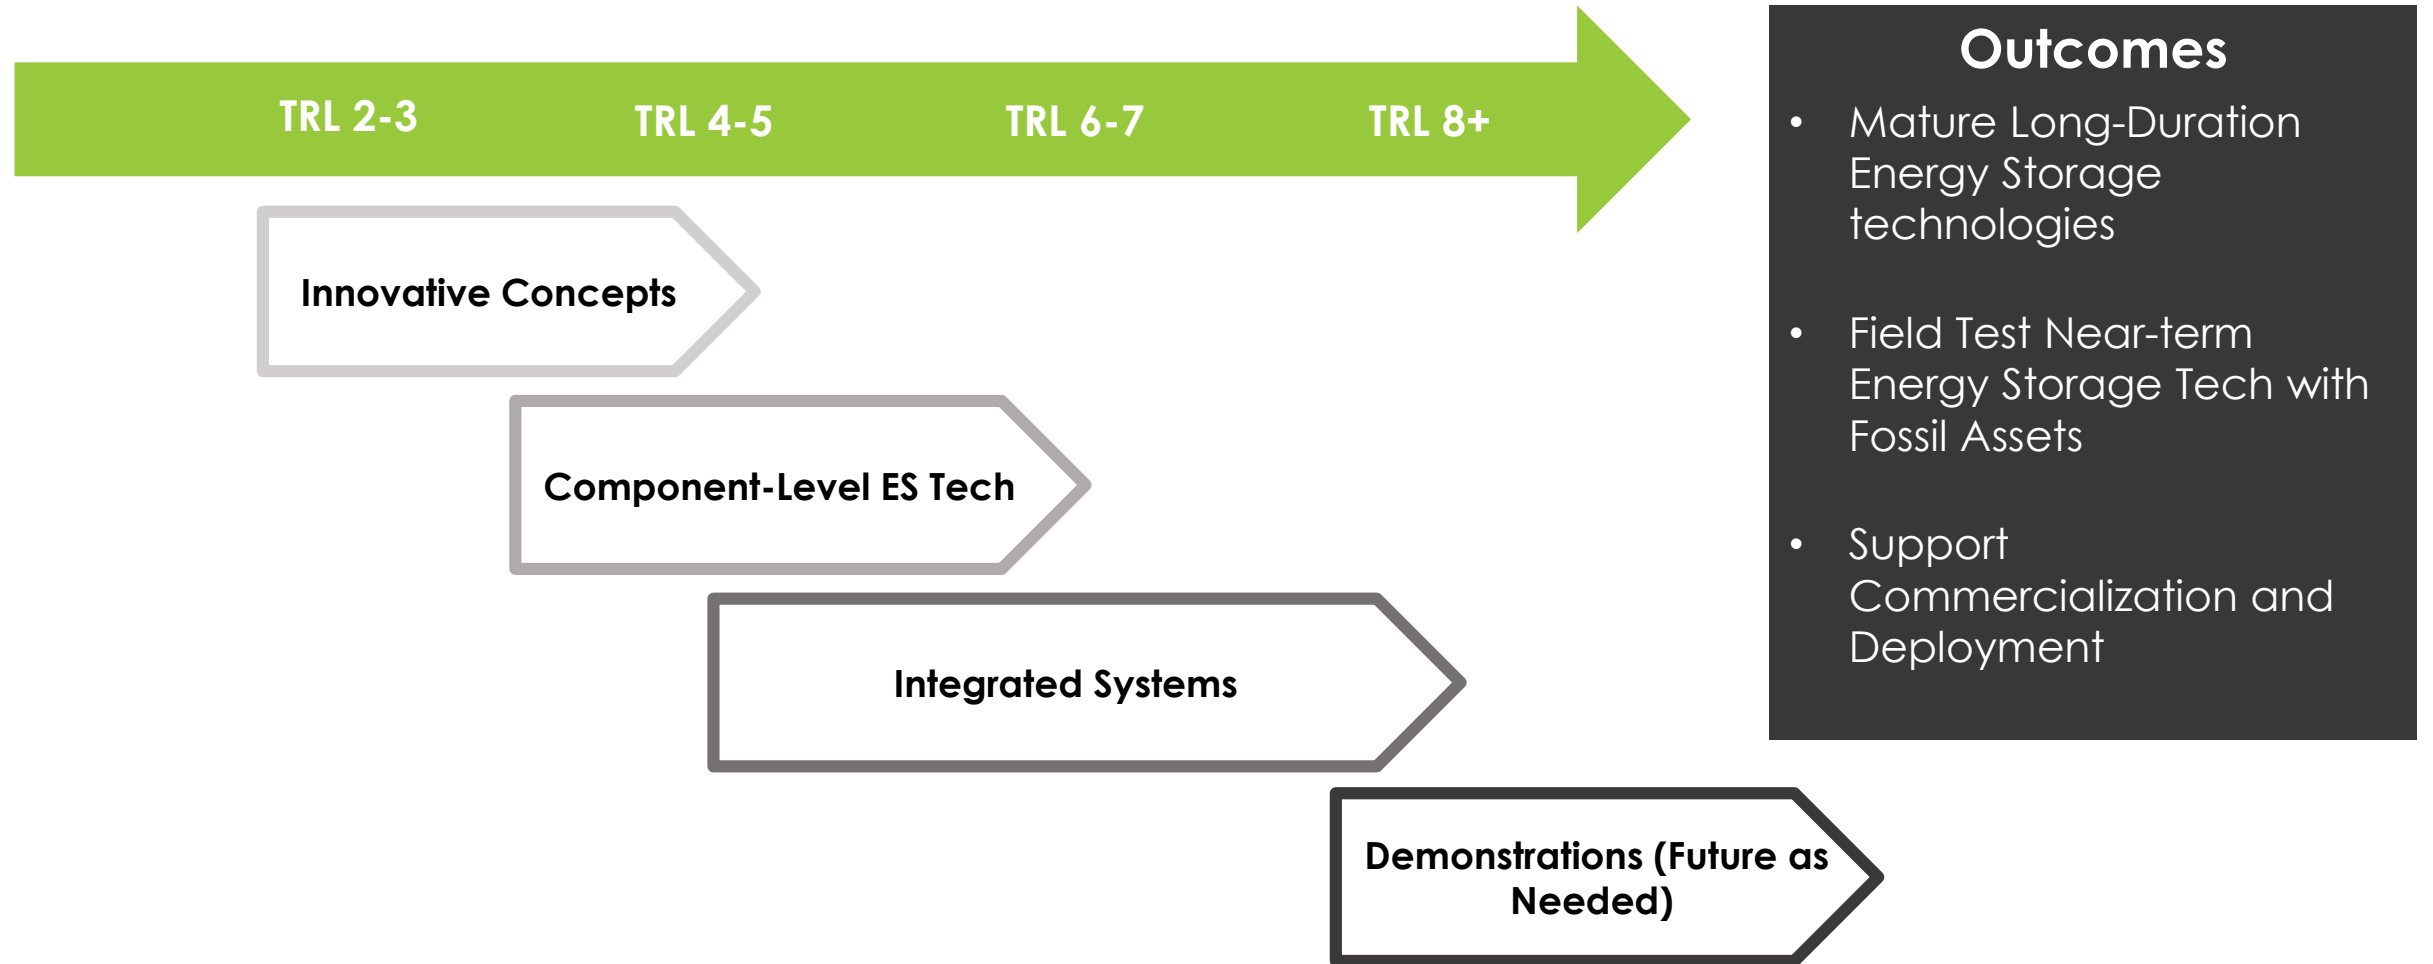 TRL 2-3
TRL 4-5
TRL 6-7
TRL 8+
Innovative Concepts
Component-Level ES Tech
Integrated Systems
Demonstrations (Future as
Needed)
Outcomes
• Mature Long-Duration
Energy Storage
technologies
• Field Test Near-term
Energy Storage Tech with
Fossil Assets
• Support
Commercialization and
Deployment